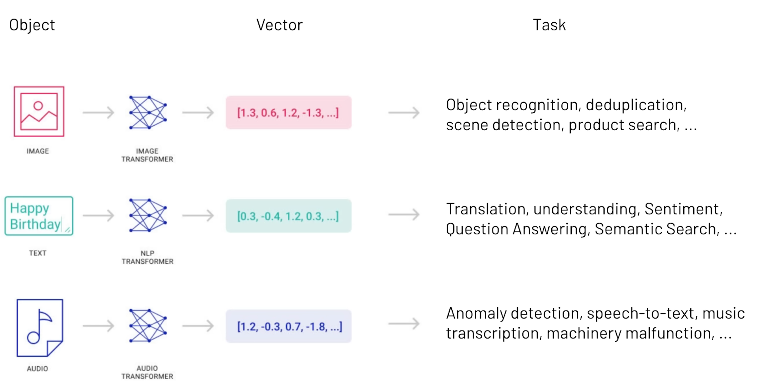 Object
Vector
Task
IMAGE
IMAGE
TRANSFORMER
[1.3, 0.6, 1.2, -1.3, ...]
Object recognition, deduplication,
scene detection, product search, ...
Happy
Birthday
TEXT
NLP
TRANSFORMER
[0.3, -0.4, 1.2, 0.3, ...]
Translation, understanding, Sentiment,
Question Answering, Semantic Search, ...
AUDIO
AUDIO
TRANSFORMER
[1.2, -0.3, 0.7, -1.8, ...]
Anomaly detection, speech-to-text, music
transcription, machinery malfunction, ...